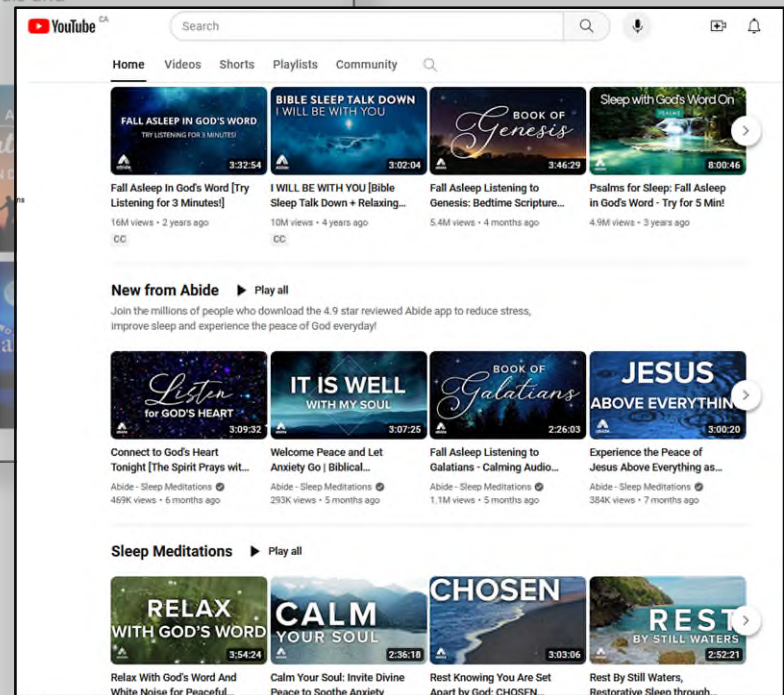 YouTube CA
Search
Home Videos Shorts Playlists Community
FALL ASLEEP IN GOD'S WORD
TRY LISTENING FOR 3 MINUTES!
abide
3:32:54
BIBLE SLEEP TALK DOWN
I WILL BE WITH YOU
abide
3:02:04
BOOK OF
Genesis
abide
3:46:29
Sleep with God's Word On
PSALMS
abide
8:00:46
Fall Asleep In God's Word [Try
Listening for 3 Minutes!]
16M views • 2 years ago
CC
I WILL BE WITH YOU [Bible
Sleep Talk Down + Relaxing...
10M views • 4 years ago
CC
Fall Asleep Listening to
Genesis: Bedtime Scripture...
5.4M views • 4 months ago
Psalms for Sleep: Fall Asleep
in God's Word - Try for 5 Min!
4.9M views • 3 years ago
New from Abide Play all
Join the millions of people who download the 4.9 star reviewed Abide app to reduce stress,
improve sleep and experience the peace of God everyday!
Listen
for GOD'S HEART
abide
3:09:32
IT IS WELL
WITH MY SOUL
abide
3:07:25
BOOK OF
Galatians
abide
2:26:03
JESUS
ABOVE EVERYTHIN
abide
3:00:20
Connect to God's Heart
Tonight [The Spirit Prays wit...
Abide - Sleep Meditations
469K views • 6 months ago
Welcome Peace and Let
Anxiety Go | Biblical...
Abide - Sleep Meditations
293K views • 5 months ago
Fall Asleep Listening to
Galatians - Calming Audio...
Abide - Sleep Meditations
1.1M views • 5 months ago
Experience the Peace of
Jesus Above Everything as...
Abide - Sleep Meditations
384K views • 7 months ago
Sleep Meditations Play all
RELAX
WITH GOD'S WORD
abide
3:54:24
CALM
YOUR SOUL
abide
2:36:18
CHOSEN
abide
3:03:06
REST
BY STILL WATERS
abide
2:52:21
Relax With God's Word And
White Noise for Peaceful...
Calm Your Soul: Invite Divine
Peace to Soothe Anxiety
Rest Knowing You Are Set
Apart by God: CHOSEN...
Rest By Still Waters,
Restorative Sleep through...